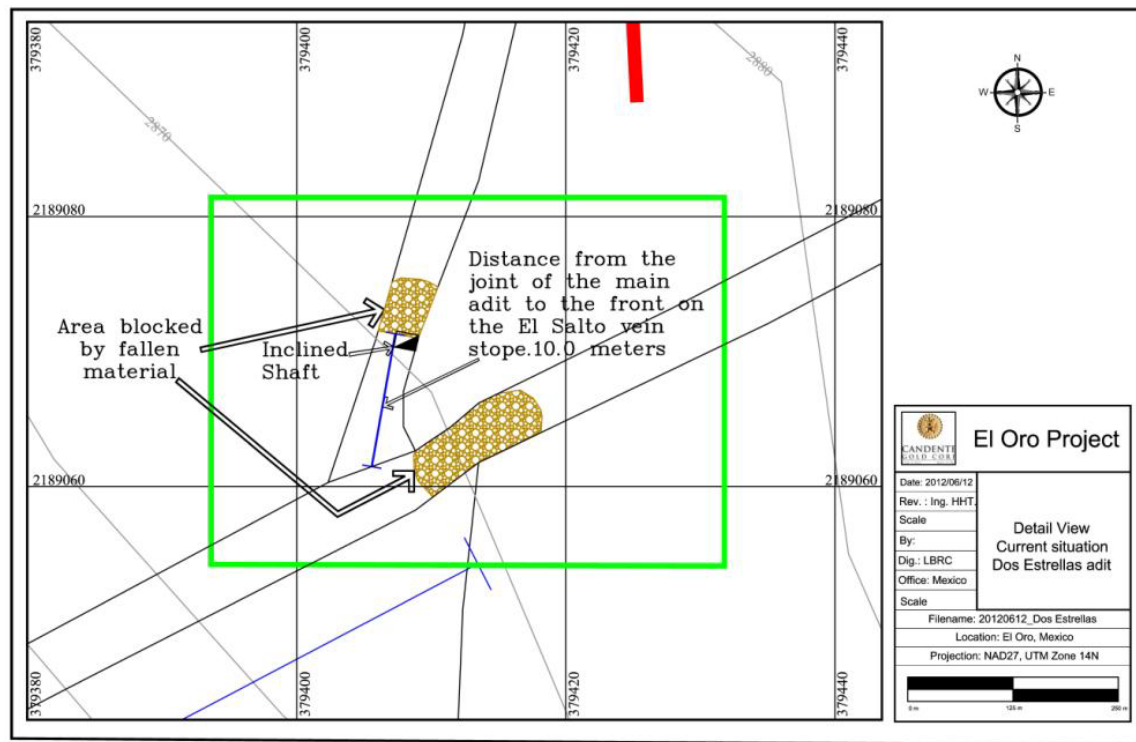 379380
379400
379420
379440
2870
2880
N
W E
S
2189080
2189080
Distance from the
joint of the main
adit to the front on
the El Salto vein
stope.10.0 meters
Area blocked
by fallen
material
Inclined
Shaft
2189060
2189060
379380
379400
379420
379440
CANDENTE
GOLD CORP
El Oro Project
Date: 2012/06/12
Rev. : Ing. HHT.
Scale
By:
Dig.: LBRC
Office: Mexico
Scale
Detail View
Current situation
Dos Estrellas adit
Filename: 20120612_Dos Estrellas
Location: El Oro, Mexico
Projection: NAD27, UTM Zone 14N
0 m 125 m 250 m